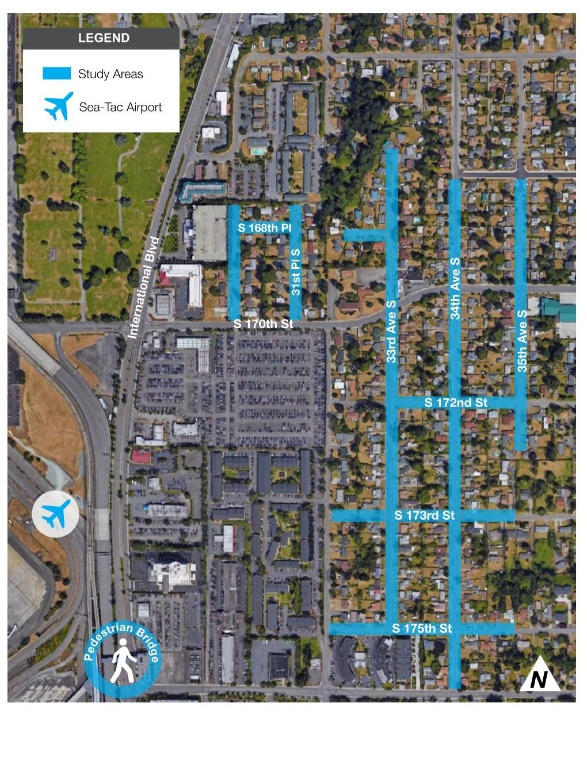 LEGEND
Study Areas
Sea-Tac Airport
S 168th Pl
31st Pl S
International Blvd
S 170th St
33rd Ave S
34th Ave S
35th Ave S
S 172nd St
S 173rd St
S 175th St
Pedestrian Bridge
N